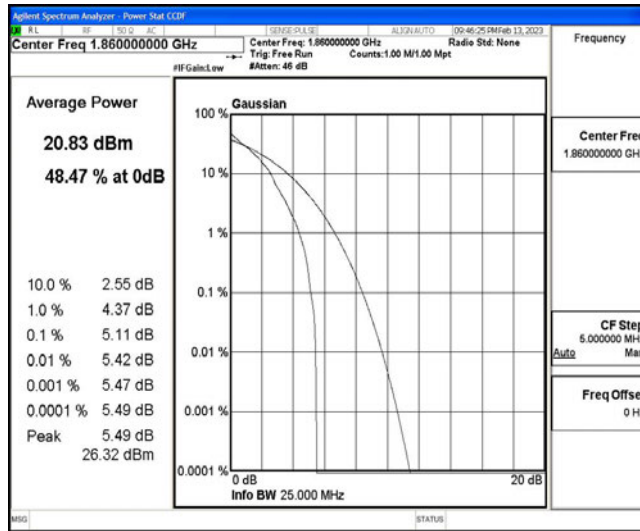 Agilent Spectrum Analyzer - Power Stat CCDF
RL RF 50 Ω AC SENSE:PULSE ALIGN AUTO 09:46:25 PM Feb 13, 2023
Center Freq 1.860000000 GHz
Center Freq: 1.860000000 GHz Radio Std: None
Trig: Free Run Counts:1.00 M/1.00 Mpt
#IFGain:Low #Atten: 46 dB
Frequency
Average Power
20.83 dBm
48.47 % at 0dB
10.0 % 2.55 dB
1.0 % 4.37 dB
0.1 % 5.11 dB
0.01 % 5.42 dB
0.001 % 5.47 dB
0.0001 % 5.49 dB
Peak 5.49 dB
26.32 dBm
Gaussian
100 %
10 %
1 %
0.1 %
0.01 %
0.001 %
0.0001 %
0 dB 20 dB
Info BW 25.000 MHz
Center Fre
1.860000000 GH
CF Step
5.000000 MH
Auto Ma
Freq Offse
0 H
MSG STATUS